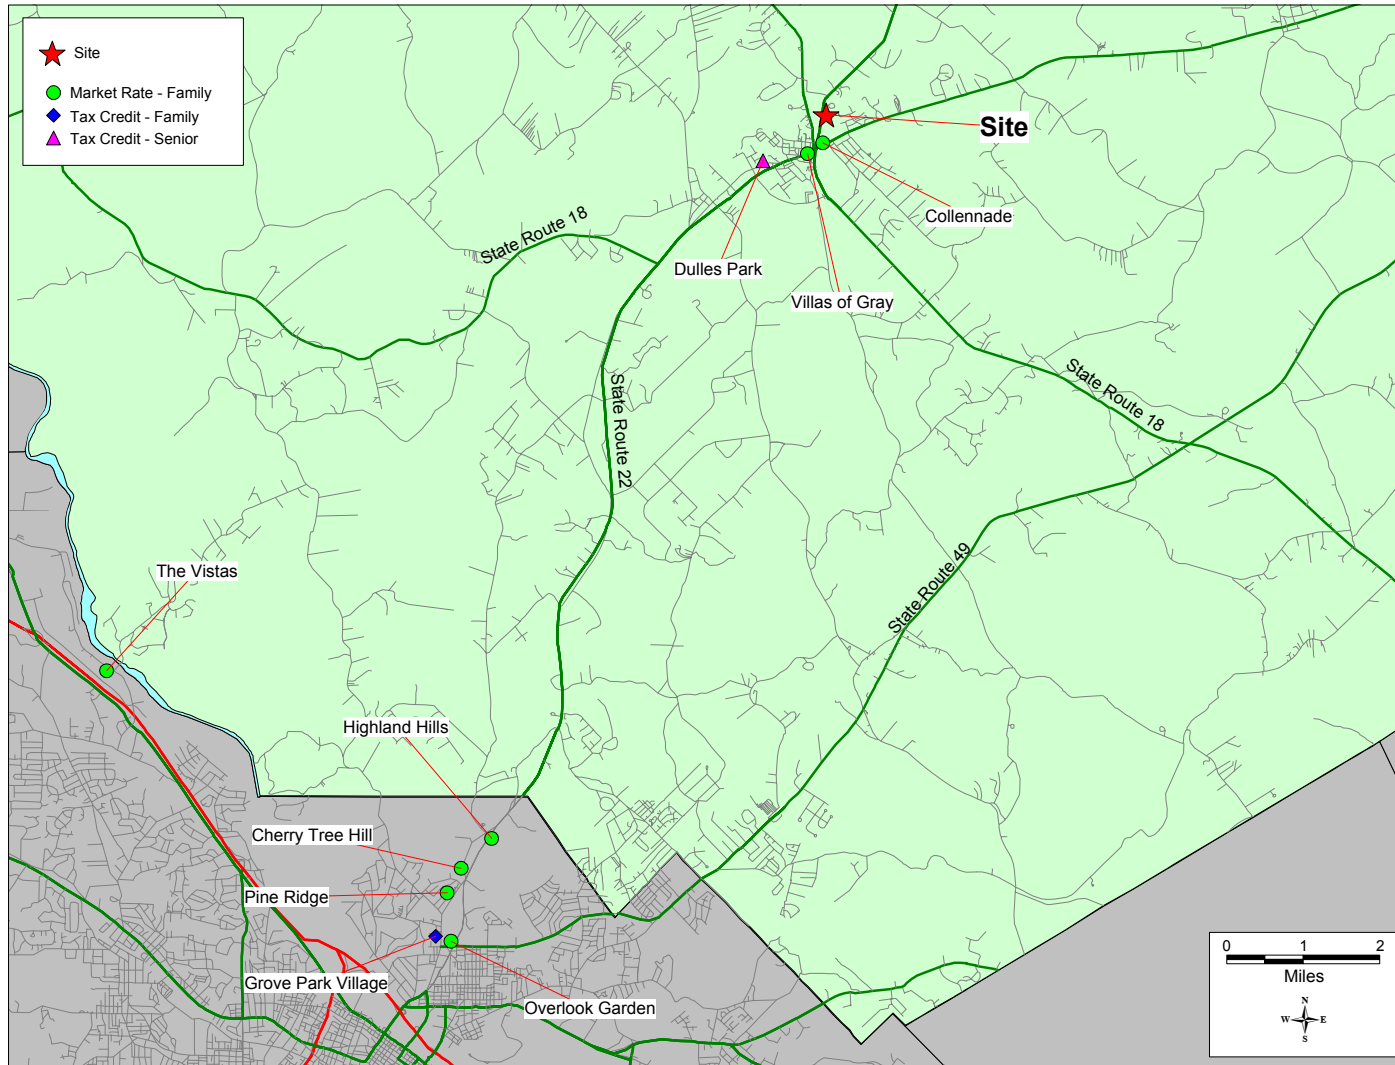 Site
Market Rate - Family
Tax Credit - Family
Tax Credit - Senior
Site
Collennade
State Route 18
Dulles Park
Villas of Gray
State Route 18
State Route 22
State Route 49
The Vistas
Highland Hills
Cherry Tree Hill
Pine Ridge
Grove Park Village
Overlook Garden
0 1 2
Miles
N
W E
S